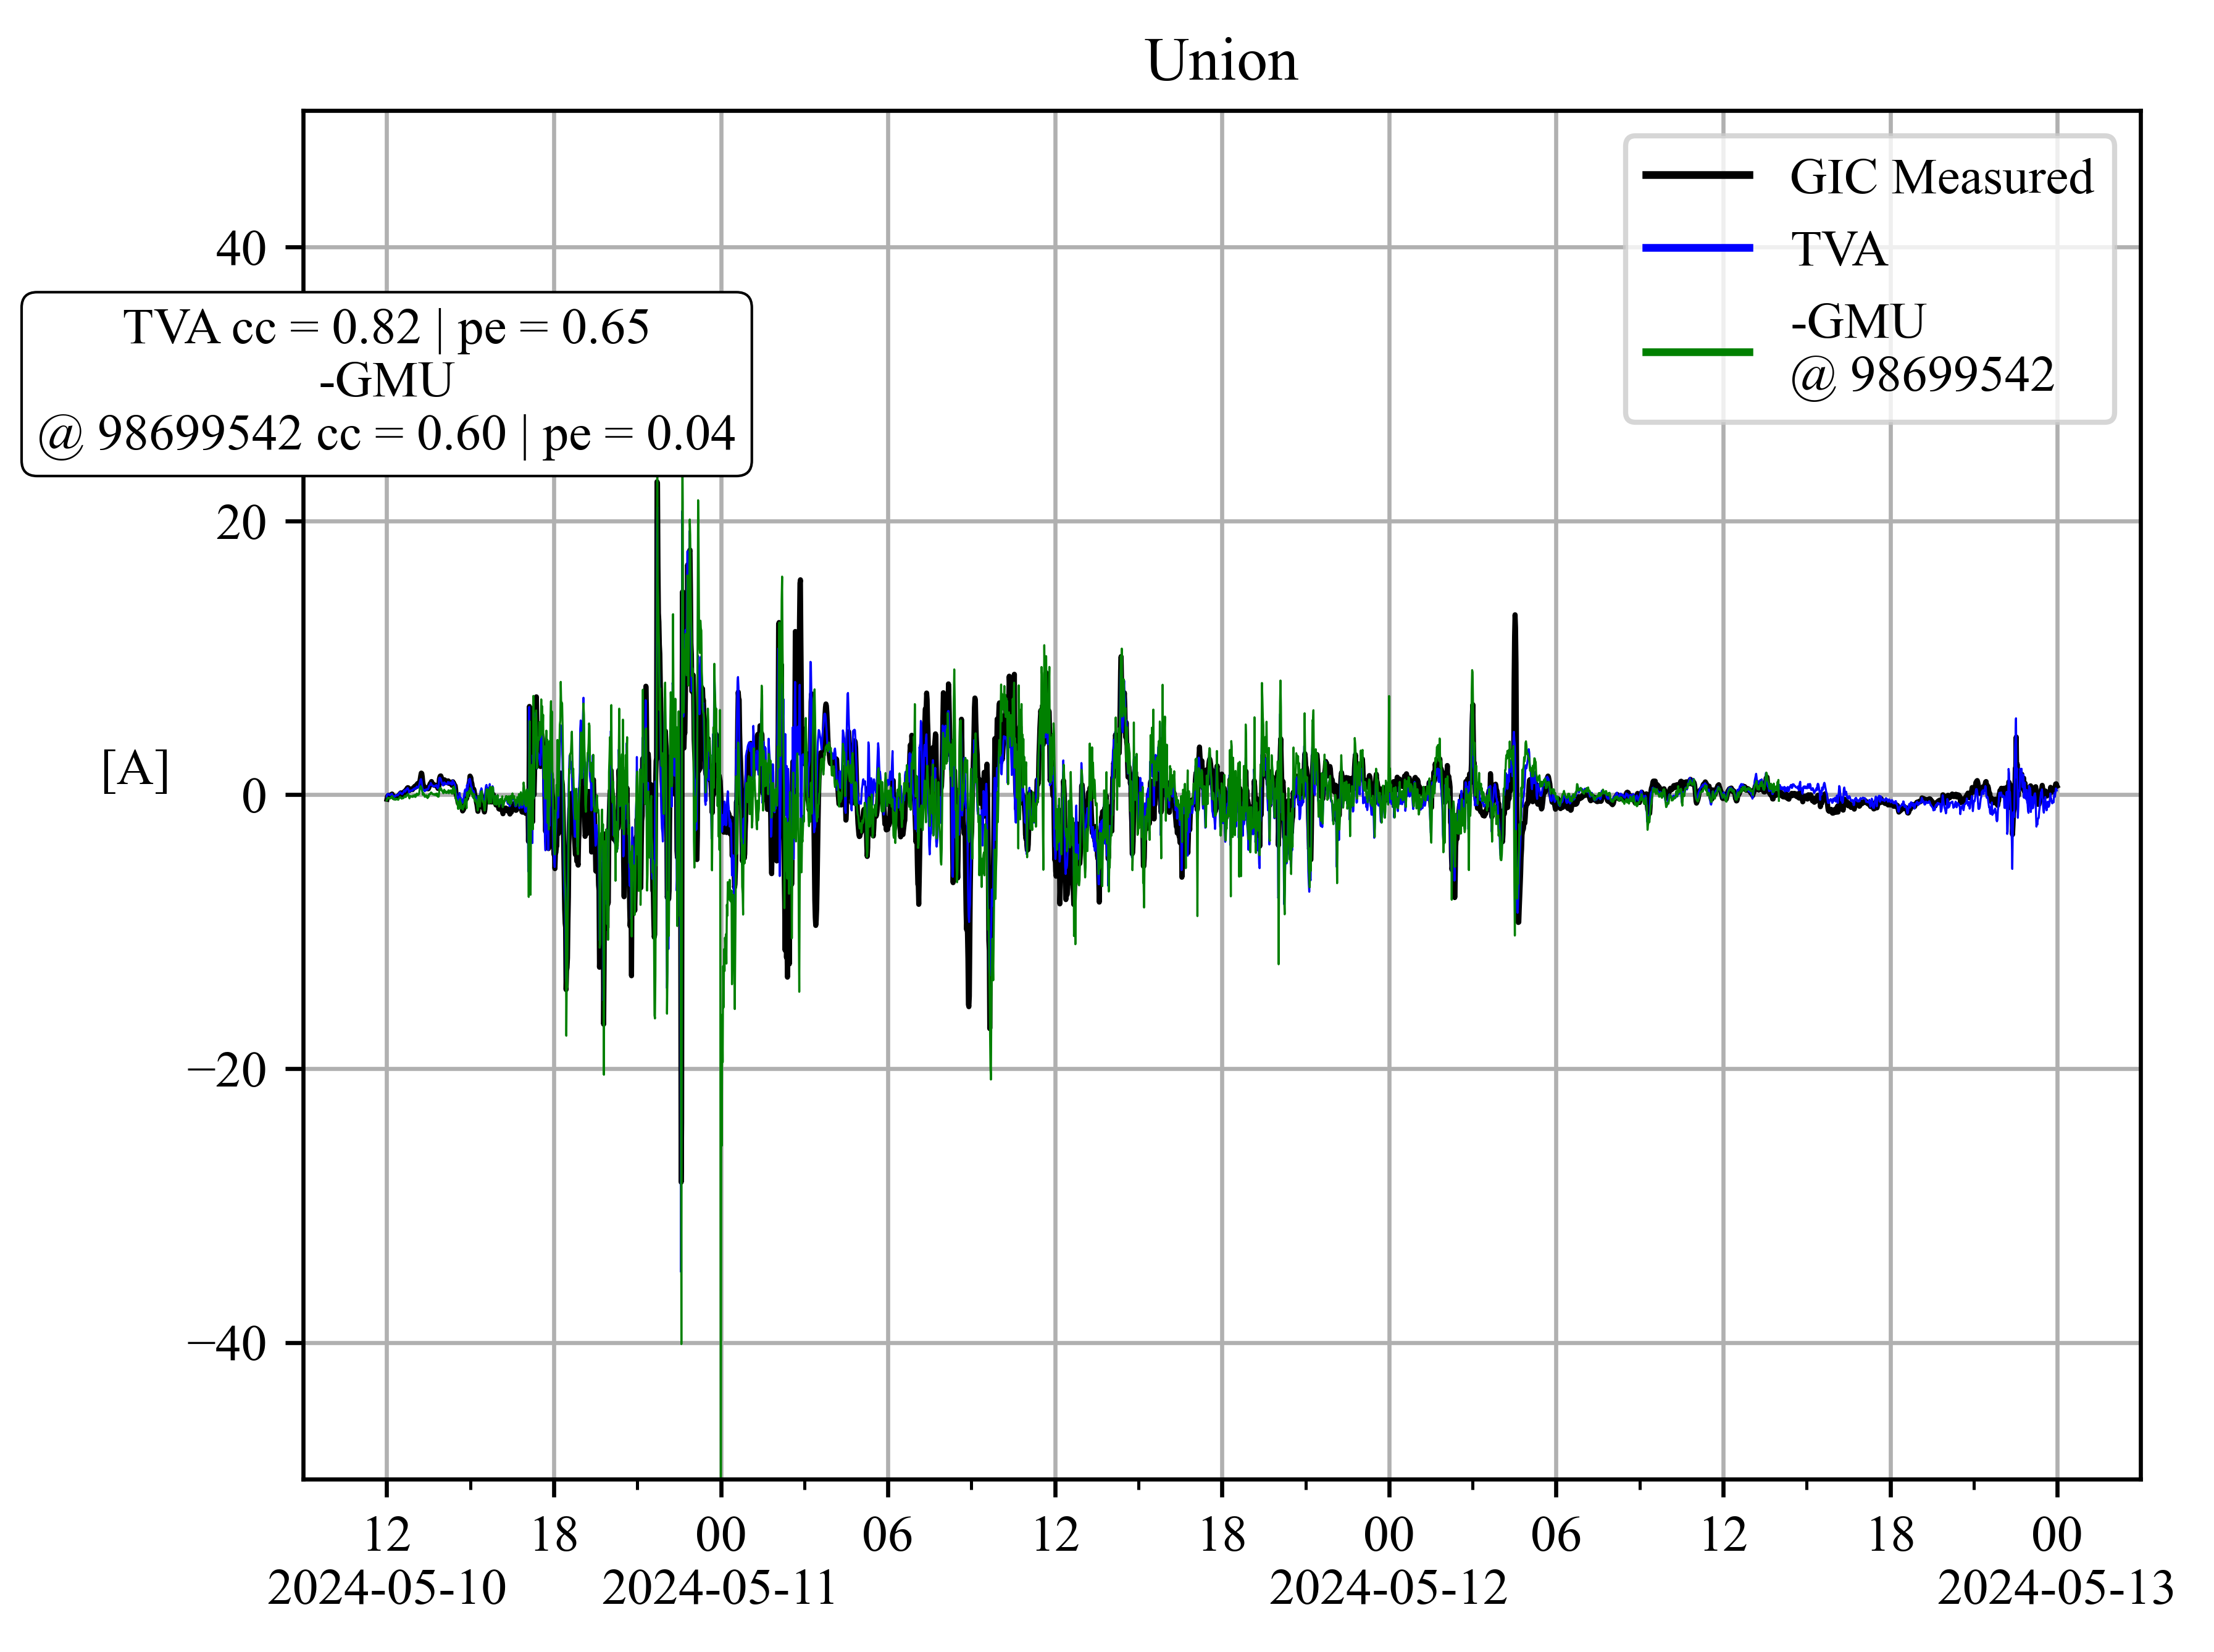 Union
GIC Measured
TVA
-GMU
@ 98699542
TVA cc = 0.82 | pe = 0.65
-GMU
@ 98699542 cc = 0.60 | pe = 0.04
[A]
40
20
0
−20
−40
12 18 00 06 12 18 00 06 12 18 00
2024-05-10 2024-05-11 2024-05-12 2024-05-13